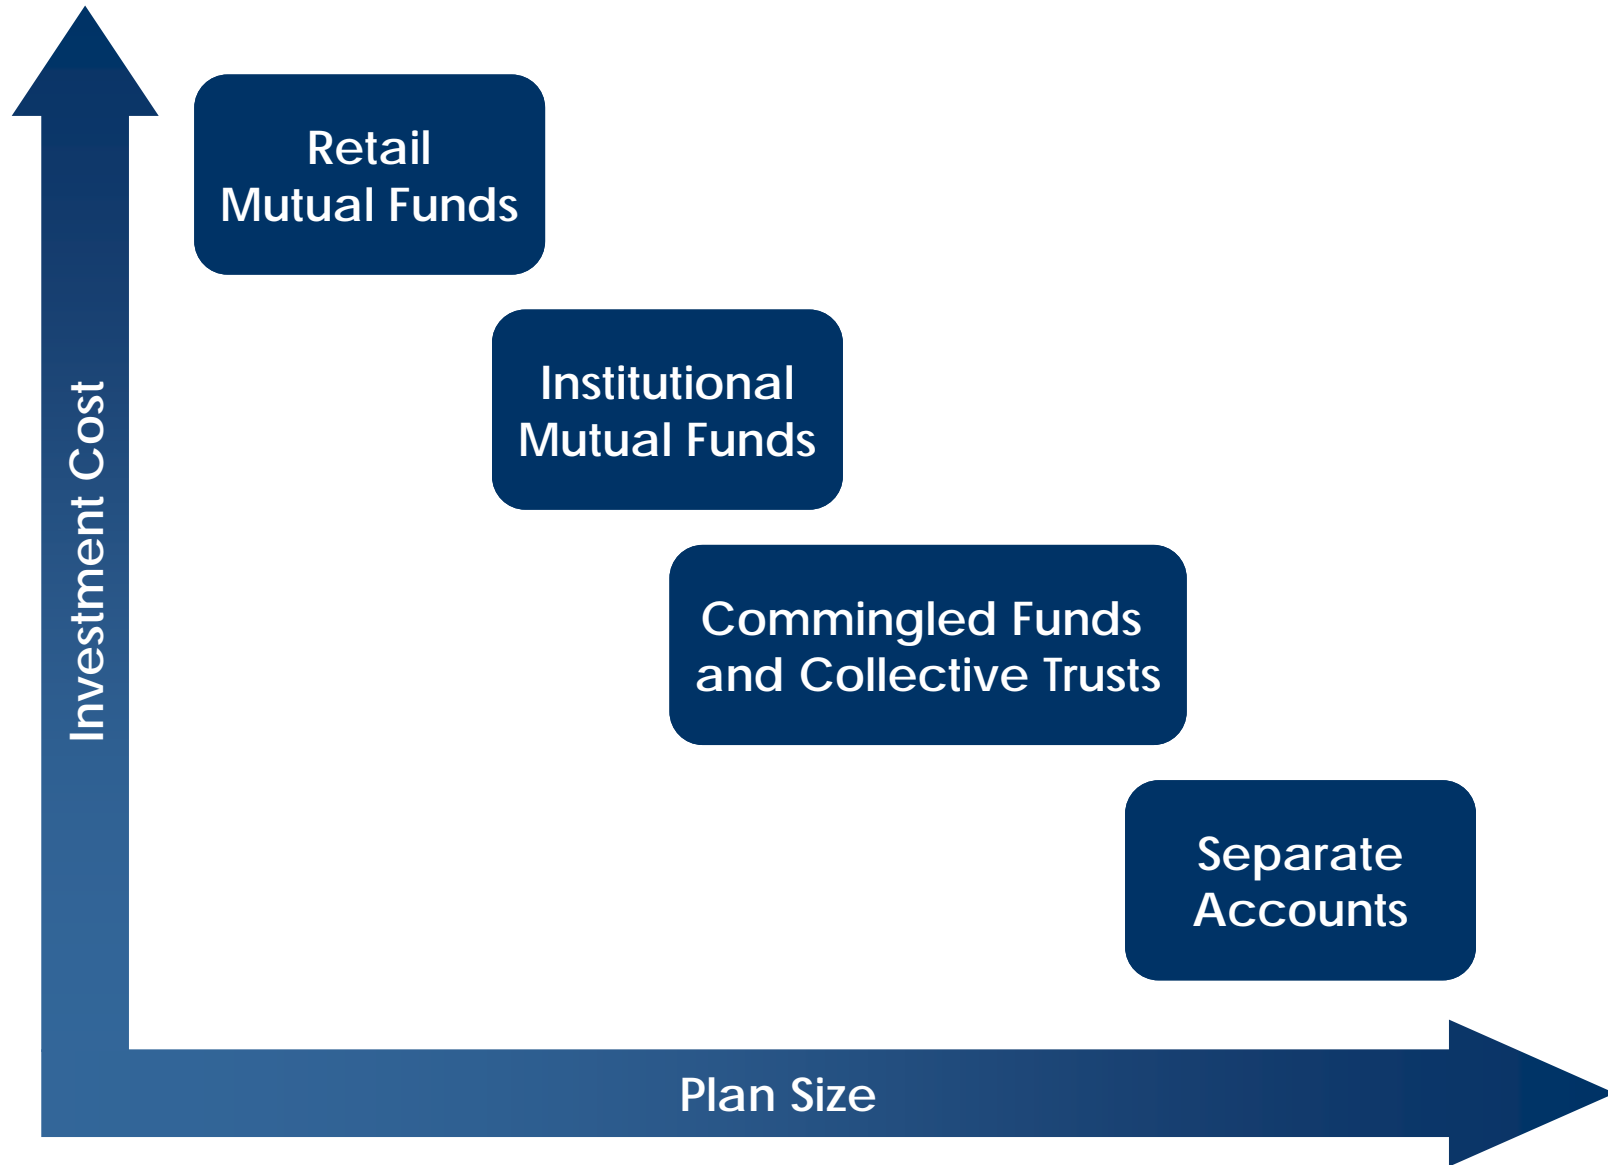 Retail
Mutual Funds
Institutional
Mutual Funds
Commingled Funds
and Collective Trusts
Separate
Accounts
Investment Cost
Plan Size